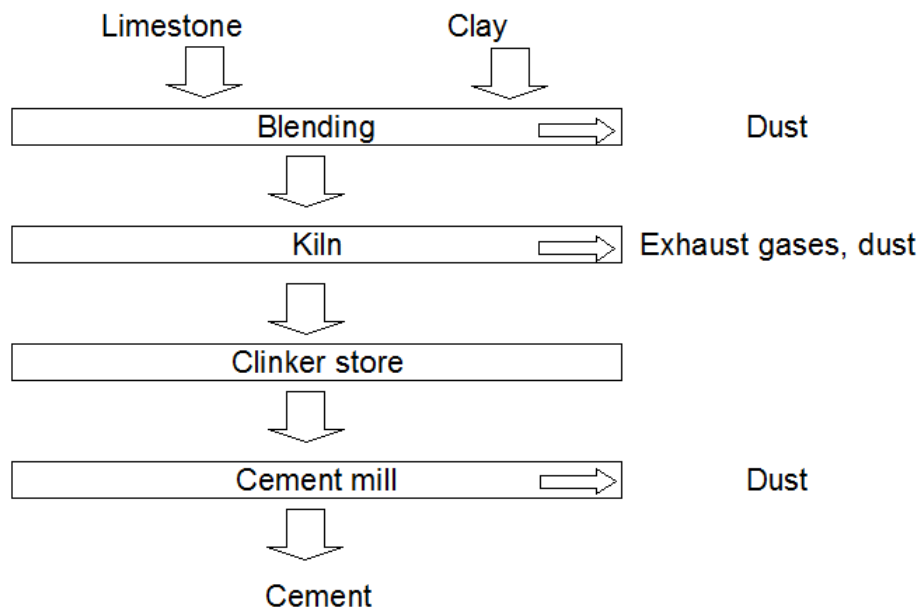 Limestone
Clay
Blending
Dust
Kiln
Exhaust gases, dust
Clinker store
Cement mill
Dust
Cement